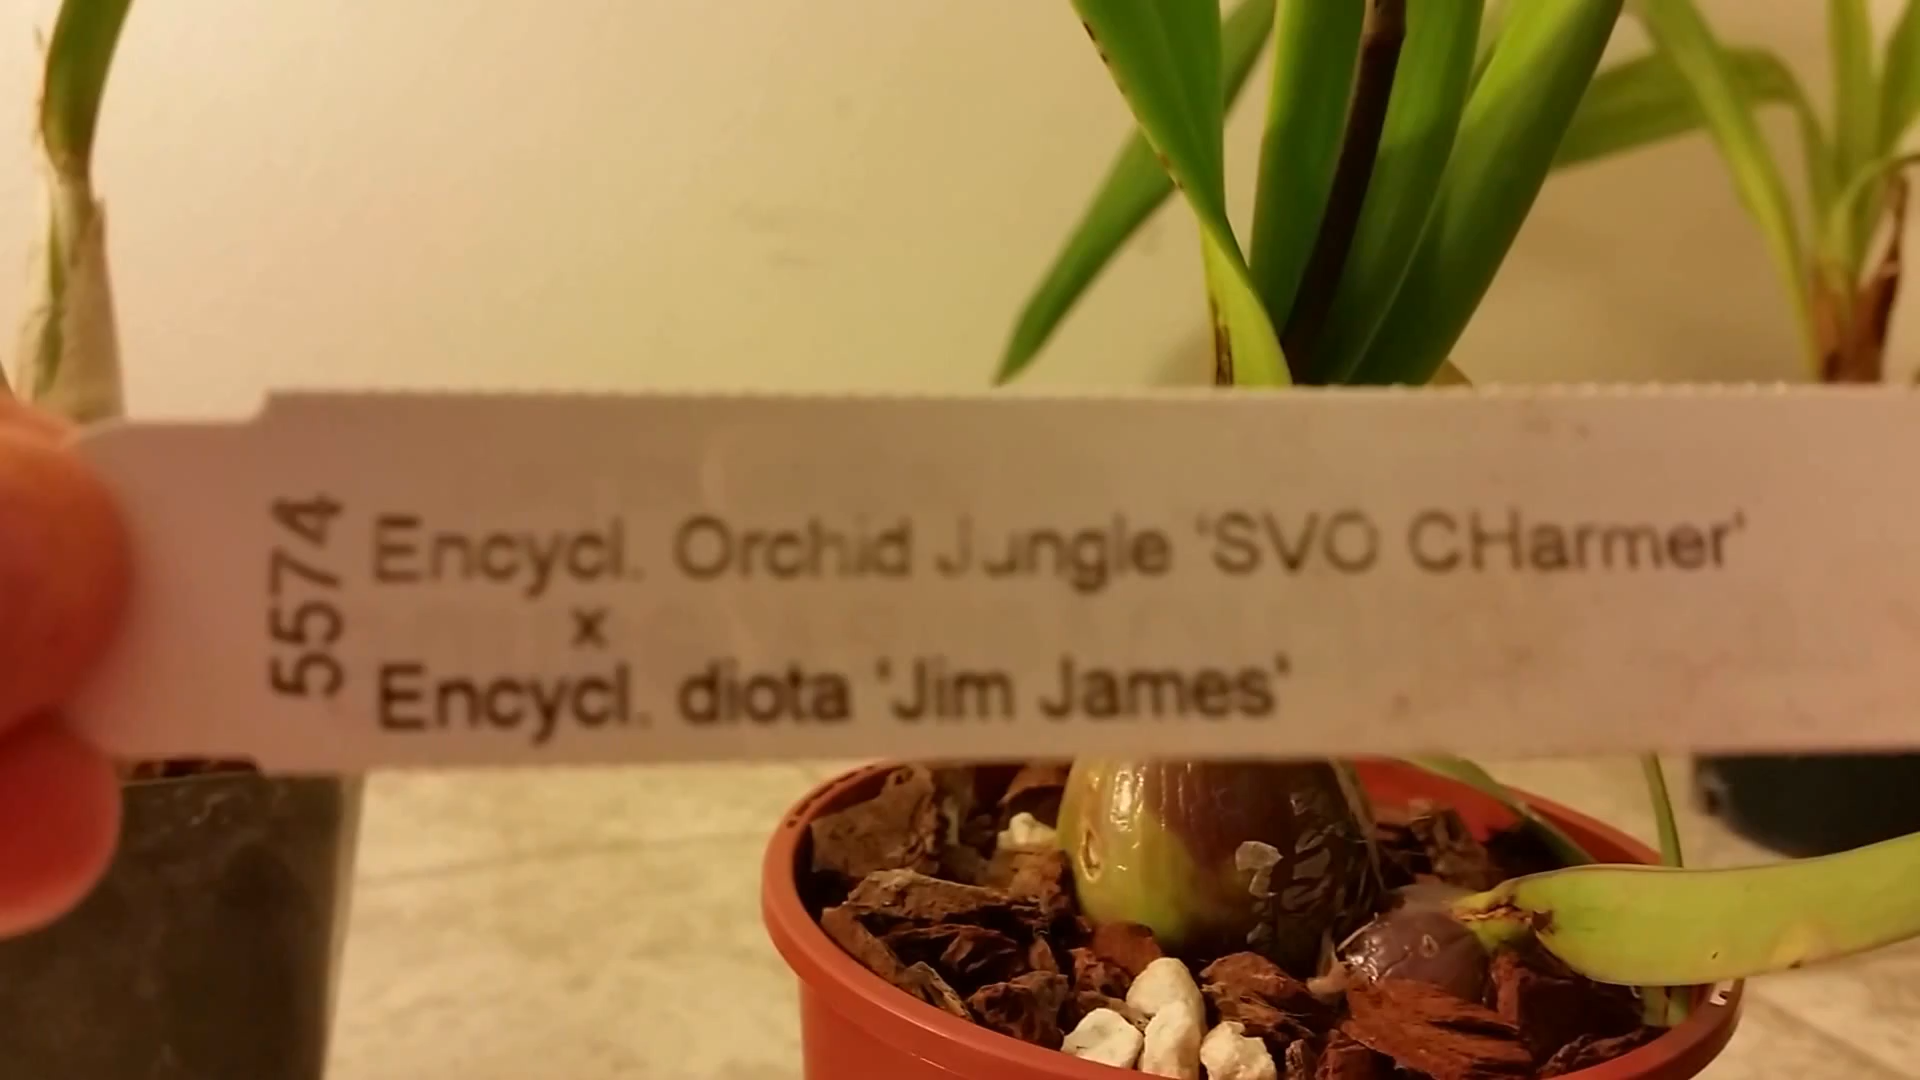 5574
Encycl. Orchid Jungle 'SVO CHarmer'
x
Encycl. diota 'Jim James'